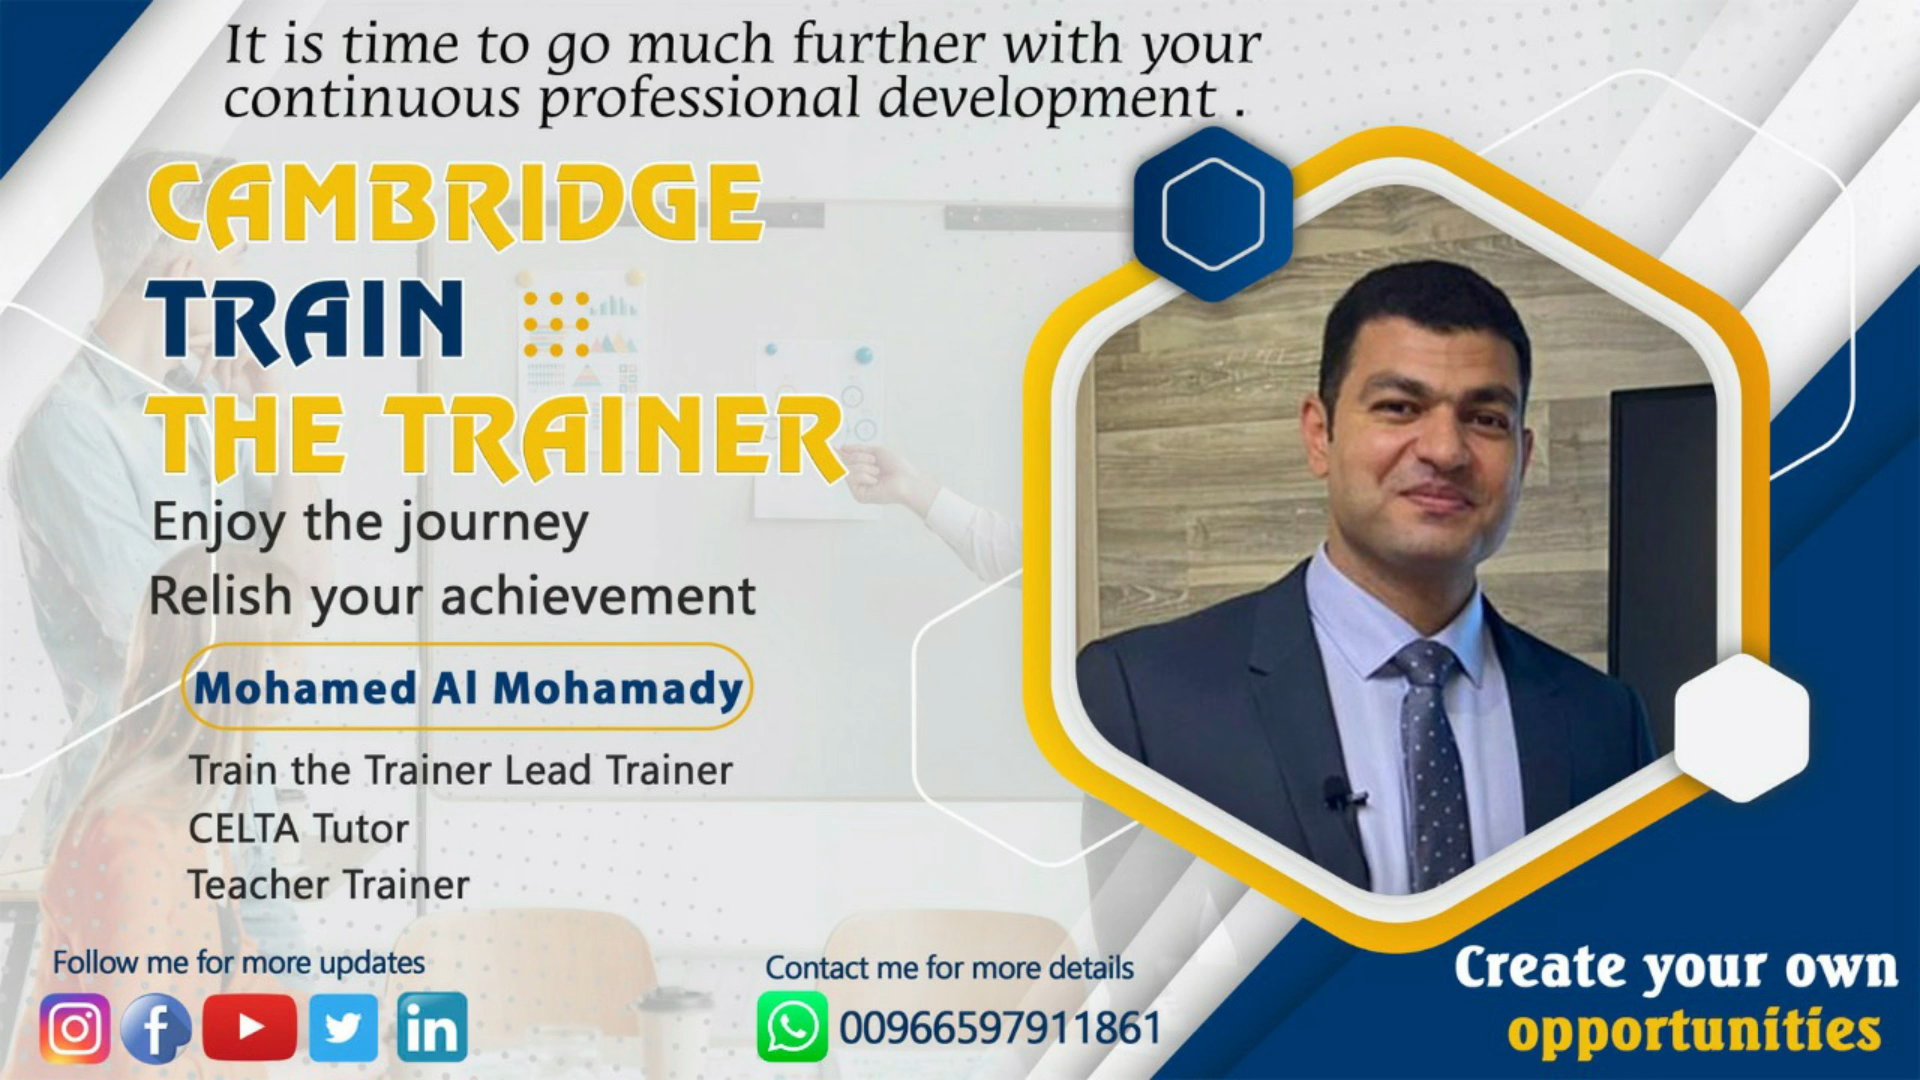 It is time to go much further with your
continuous professional development .
CAMBRIDGE
TRAIN
THE TRAINER
Enjoy the journey
Relish your achievement
Mohamed Al Mohamady
Train the Trainer Lead Trainer
CELTA Tutor
Teacher Trainer
Follow me for more updates
Contact me for more details
00966597911861
Create your own
opportunities